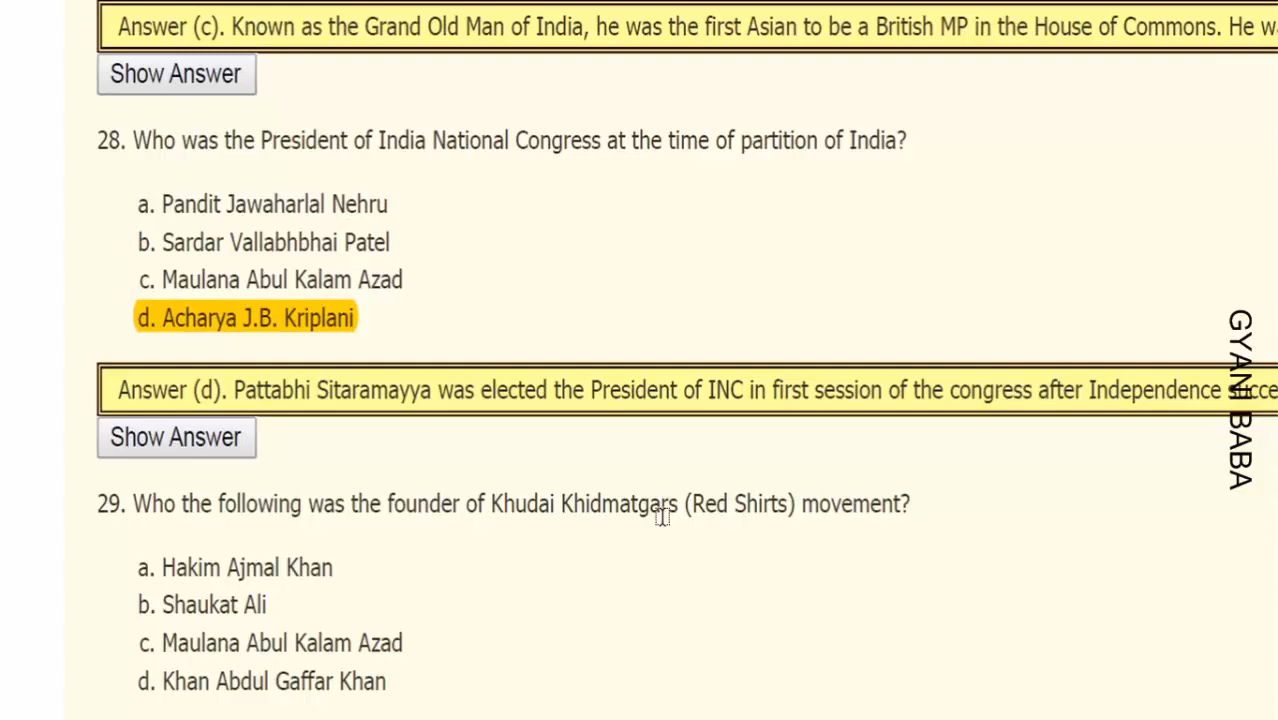 Answer (c). Known as the Grand Old Man of India, he was the first Asian to be a British MP in the House of Commons. He
Show Answer
28. Who was the President of India National Congress at the time of partition of India?
a. Pandit Jawaharlal Nehru
b. Sardar Vallabhbhai Patel
c. Maulana Abul Kalam Azad
d. Acharya J.B. Kriplani
Answer (d). Pattabhi Sitaramayya was elected the President of INC in first session of the congress after Independence
Show Answer
29. Who the following was the founder of Khudai Khidmatgars (Red Shirts) movement?
a. Hakim Ajmal Khan
b. Shaukat Ali
c. Maulana Abul Kalam Azad
d. Khan Abdul Gaffar Khan
GYANI BABA